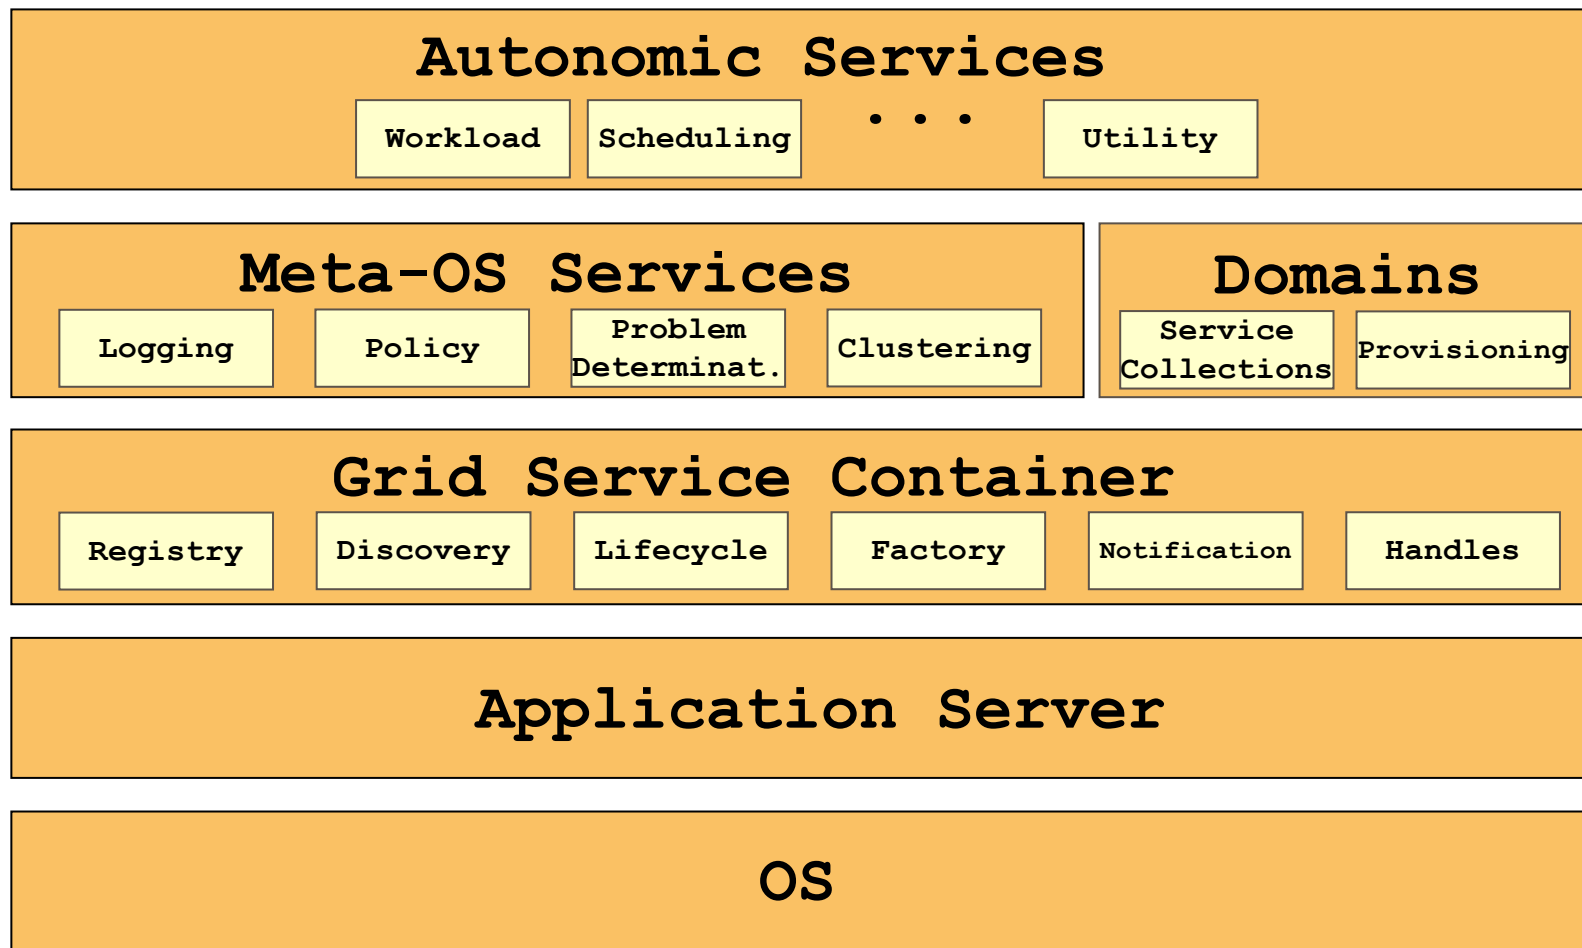 Autonomic Services
Workload
Scheduling
...
Utility
Meta-OS Services
Logging
Policy
Problem
Determinat.
Clustering
Domains
Service
Collections
Provisioning
Grid Service Container
Registry
Discovery
Lifecycle
Factory
Notification
Handles
Application Server
OS